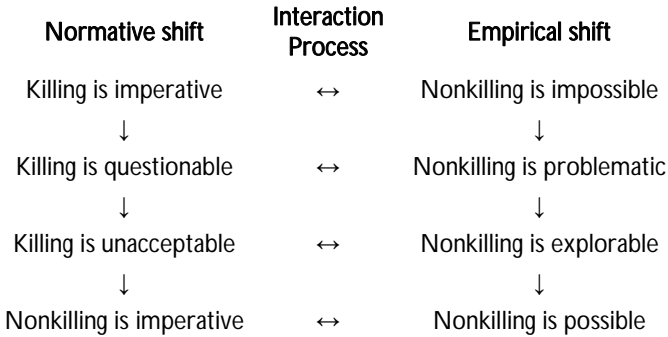 Normative shift Interaction Process Empirical shift
Killing is imperative ↔ Nonkilling is impossible
↓ ↓
Killing is questionable ↔ Nonkilling is problematic
↓ ↓
Killing is unacceptable ↔ Nonkilling is explorable
↓ ↓
Nonkilling is imperative ↔ Nonkilling is possible